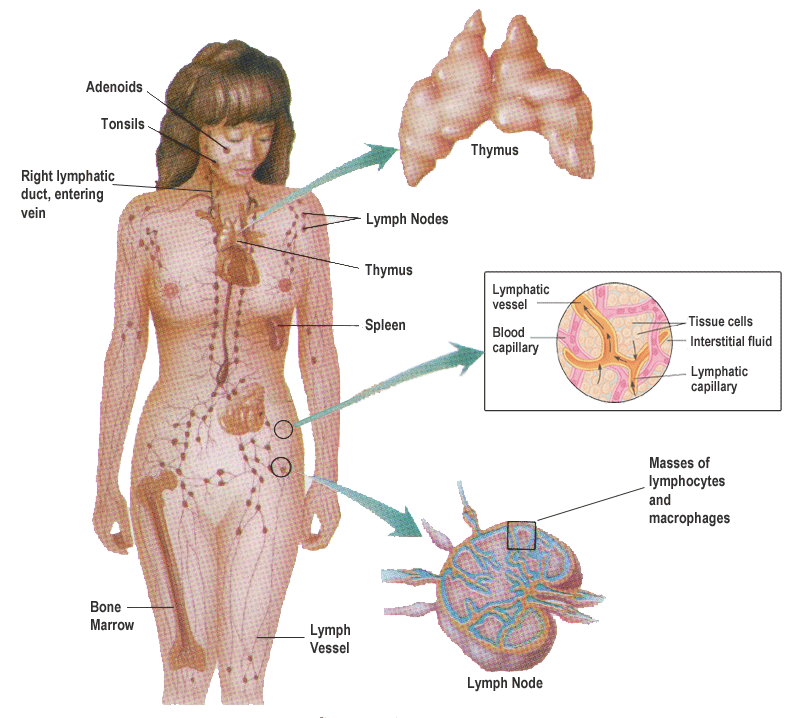 Adenoids
Tonsils
Right lymphatic
duct, entering
vein
Thymus
Lymph Nodes
Thymus
Spleen
Lymphatic
vessel
Blood
capillary
Tissue cells
Interstitial fluid
Lymphatic
capillary
Masses of
lymphocytes
and
macrophages
Bone
Marrow
Lymph
Vessel
Lymph Node